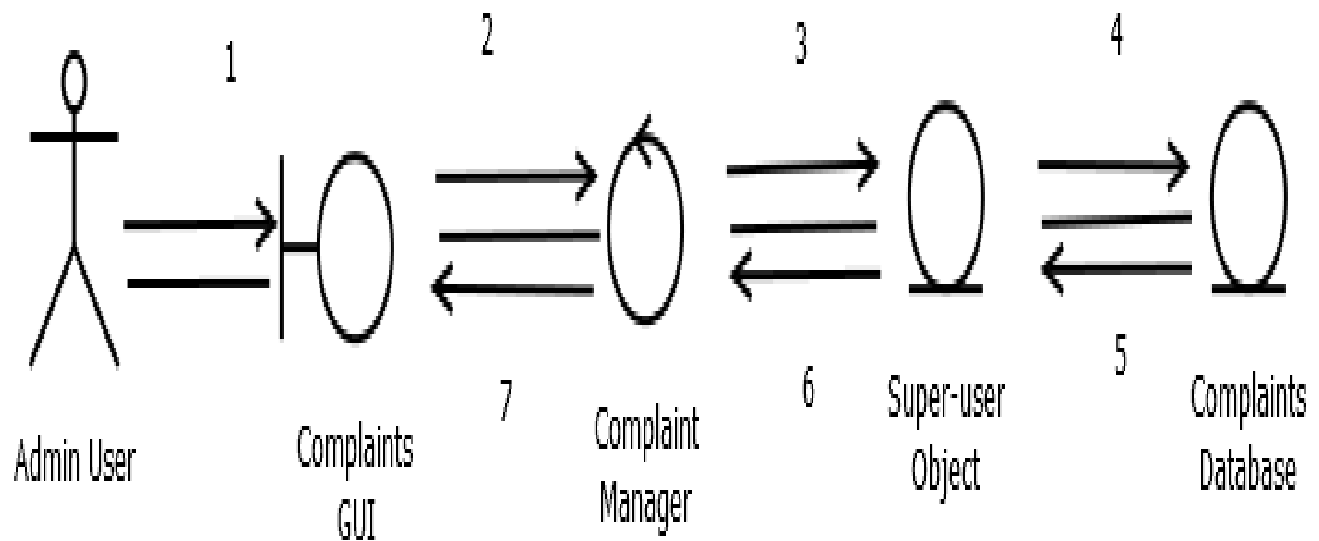 1
2
3
4
5
6
7
Admin User
Complaints
GUI
Complaint
Manager
Super-user
Object
Complaints
Database